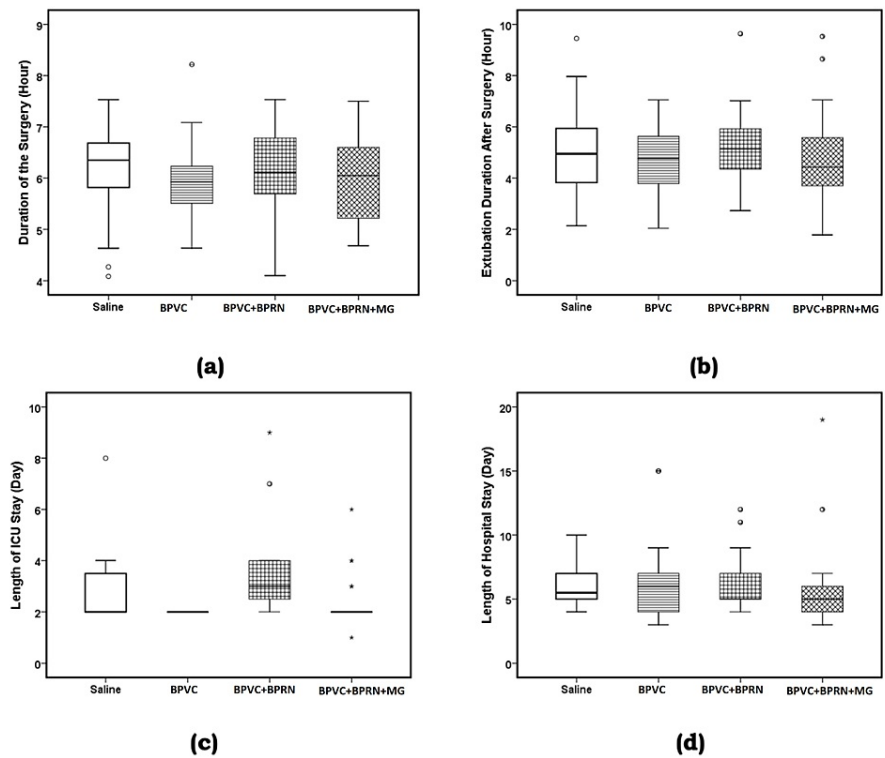 Duration of the Surgery (Hour)
9
8
7
6
5
4
Saline BPVC BPVC+BPRN BPVC+BPRN+MG
(a)
Extubation Duration After Surgery (Hour)
10
8
6
4
2
0
Saline BPVC BPVC+BPRN BPVC+BPRN+MG
(b)
Length of ICU Stay (Day)
10
8
6
4
2
0
Saline BPVC BPVC+BPRN BPVC+BPRN+MG
(c)
Length of Hospital Stay (Day)
20
15
10
5
0
Saline BPVC BPVC+BPRN BPVC+BPRN+MG
(d)